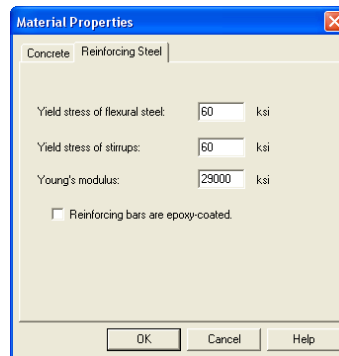 Material Properties
Concrete Reinforcing Steel
Yield stress of flexural steel: 60 ksi
Yield stress of stirrups: 60 ksi
Young's modulus: 29000 ksi
Reinforcing bars are epoxy-coated.
OK Cancel Help